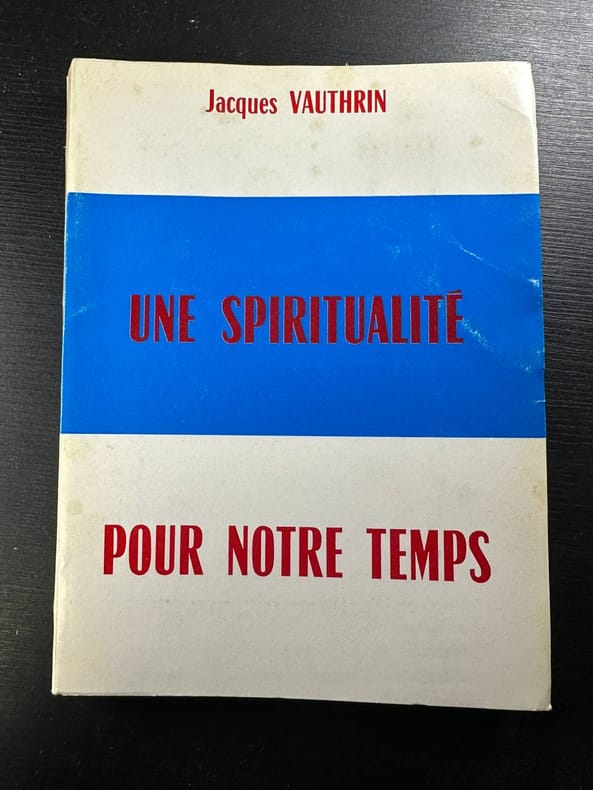 Jacques VAUTHRIN
UNE SPIRITUALITÉ
POUR NOTRE TEMPS